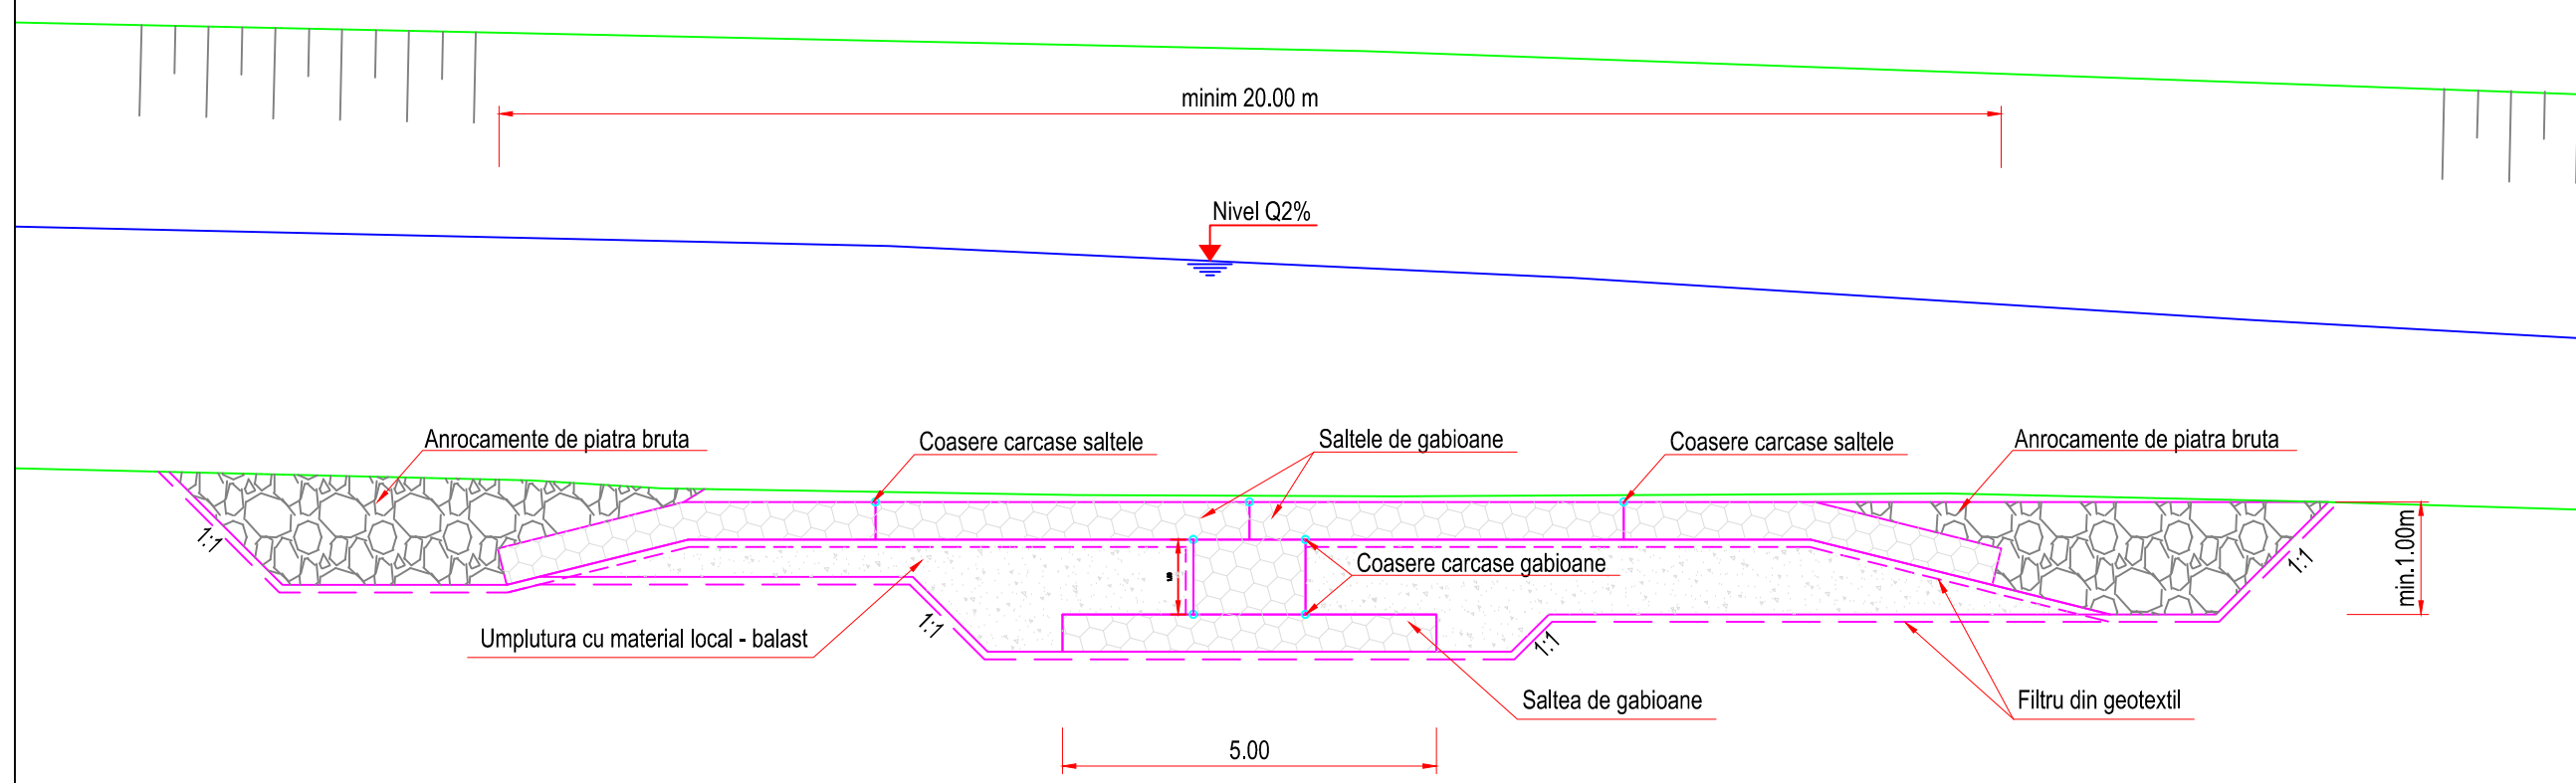 minim 20.00 m
Nivel Q2%
Anrocamente de piatra bruta
Coasere carcase saltele
Saltele de gabioane
Coasere carcase saltele
Anrocamente de piatra bruta
1:1
Coasere carcase gabioane
1:1
min.1.00m
Umplutura cu material local - balast
1:1
1:1
Saltea de gabioane
Filtru din geotextil
5.00